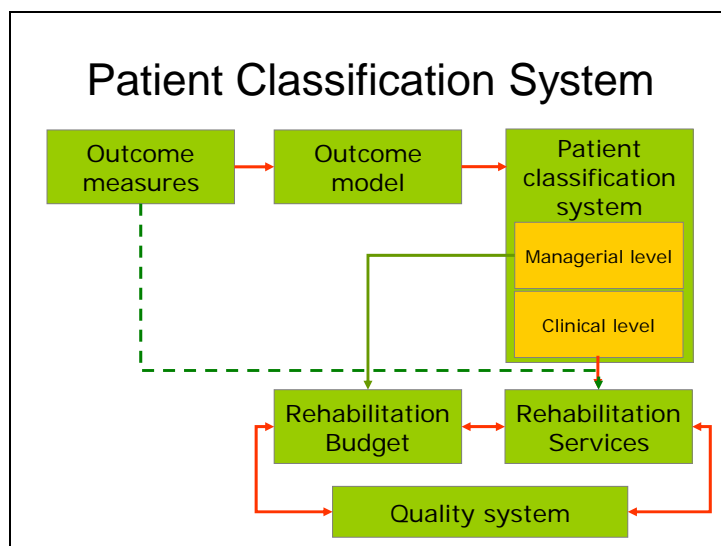 Patient Classification System
Outcome
measures
Outcome
model
Patient
classification
system
Managerial level
Clinical level
Rehabilitation
Budget
Rehabilitation
Services
Quality system